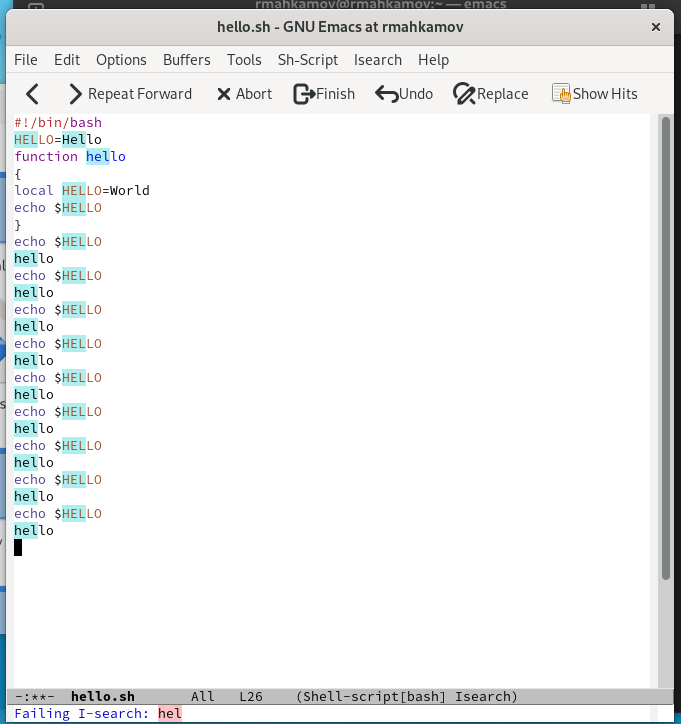 rmahkamov@rmahkamov:~ — emacs
hello.sh - GNU Emacs at rmahkamov
File Edit Options Buffers Tools Sh-Script Isearch Help
Repeat Forward Abort Finish Undo Replace Show Hits
#!/bin/bash
HELLO=Hello
function hello
{
local HELLO=World
echo $HELLO
}
echo $HELLO
hello
echo $HELLO
hello
echo $HELLO
hello
echo $HELLO
hello
echo $HELLO
hello
echo $HELLO
hello
echo $HELLO
hello
echo $HELLO
hello
echo $HELLO
hello
-:**- hello.sh All L26 (Shell-script[bash] Isearch)
Failing I-search: hel